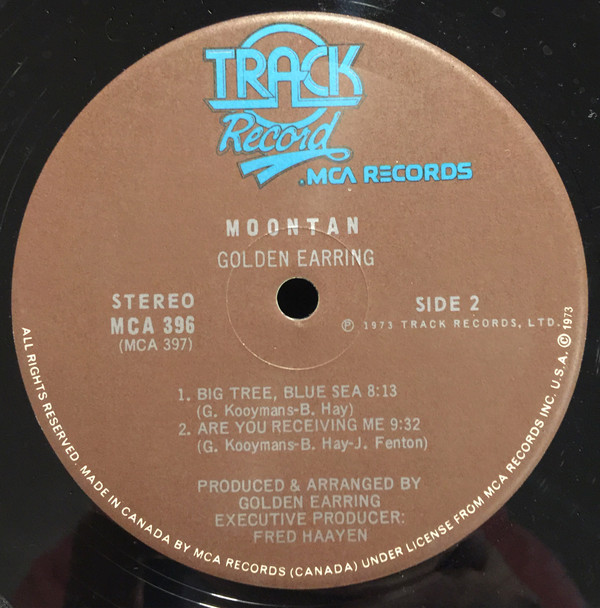 TRACK
Record
.MCA RECORDS
MOONTAN
GOLDEN EARRING
STEREO
MCA 396
(MCA 397)
SIDE 2
℗ 1973 TRACK RECORDS, LTD.
1. BIG TREE, BLUE SEA 8:13
(G. Kooymans-B. Hay)
2. ARE YOU RECEIVING ME 9:32
(G. Kooymans-B. Hay-J. Fenton)
PRODUCED & ARRANGED BY
GOLDEN EARRING
EXECUTIVE PRODUCER:
FRED HAAYEN
ALL RIGHTS RESERVED. MADE IN CANADA BY MCA RECORDS (CANADA) UNDER LICENSE FROM MCA RECORDS INC. U.S.A. © 1973